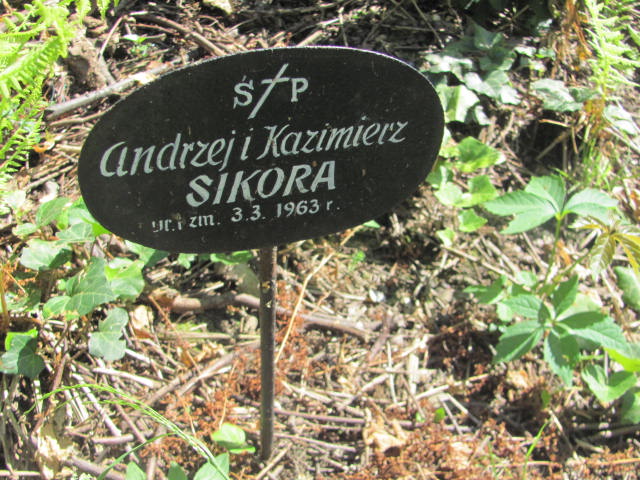 Ś † P
Andrzej i Kazimierz
SIKORA
ur. i zm. 3.3. 1963 r.